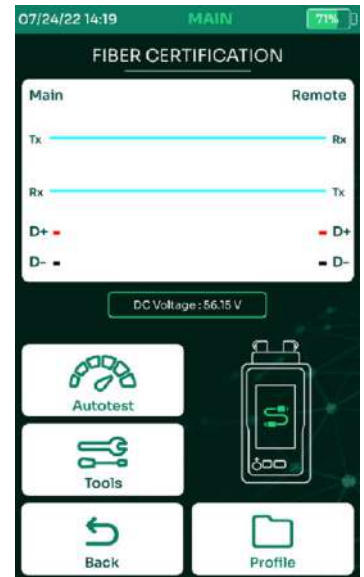 07/24/22 14:19 MAIN 71%
FIBER CERTIFICATION
Main Remote
Tx Rx
Rx Tx
D+ D+
D- D-
DC Voltage : 56.15 V
Autotest
Tools
Back Profile